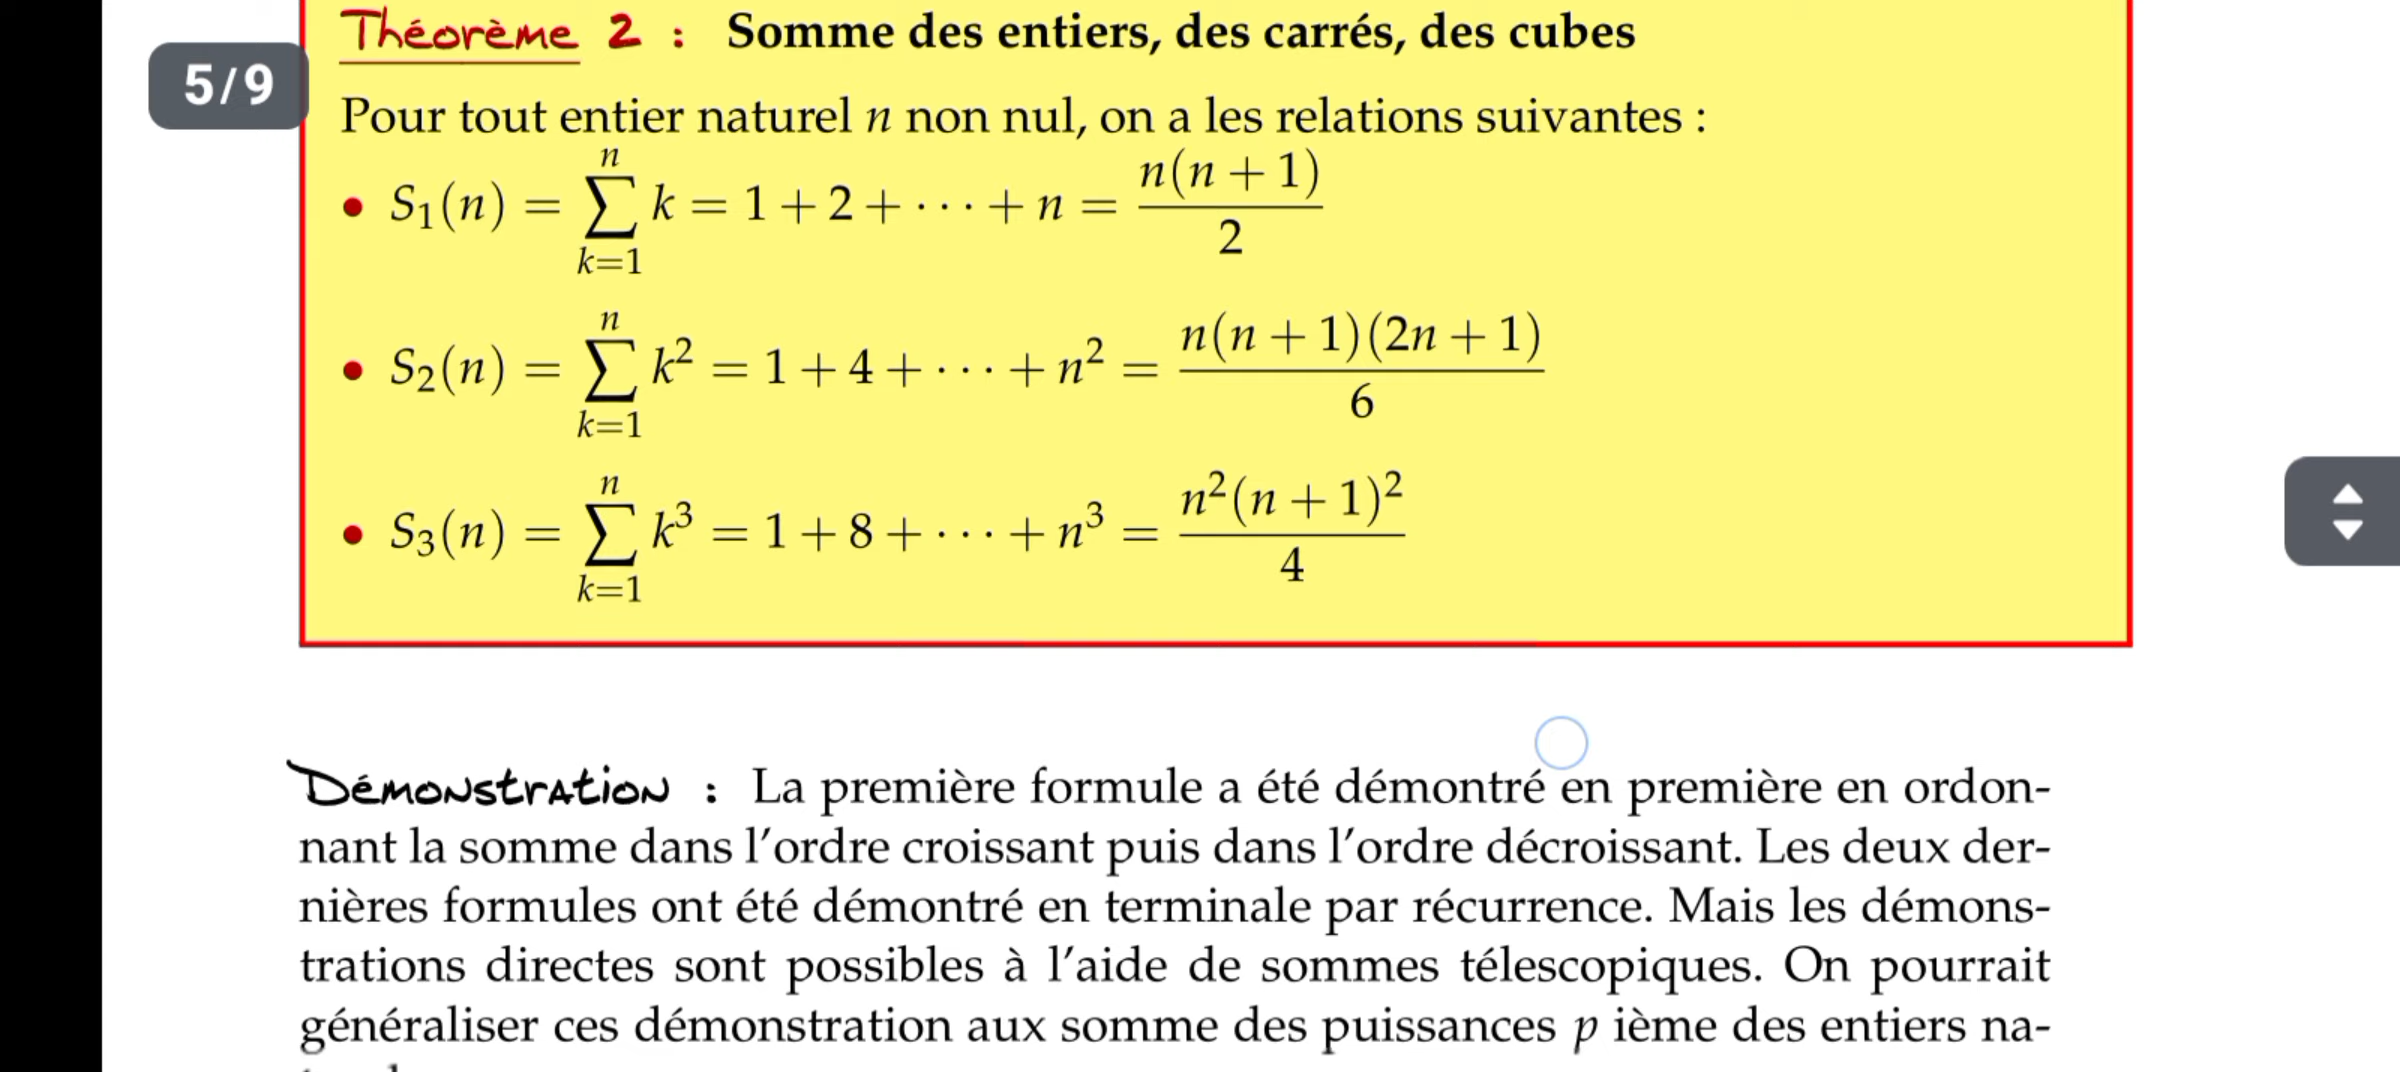 Théorème 2 : Somme des entiers, des carrés, des cubes
5/9
Pour tout entier naturel n non nul, on a les relations suivantes :
• S₁(n) = ∑_{k=1}^{n} k = 1 + 2 + ··· + n = n(n + 1)/2
• S₂(n) = ∑_{k=1}^{n} k² = 1 + 4 + ··· + n² = n(n + 1)(2n + 1)/6
• S₃(n) = ∑_{k=1}^{n} k³ = 1 + 8 + ··· + n³ = n²(n + 1)²/4
Démonstration : La première formule a été démontré en première en ordon-
nant la somme dans l'ordre croissant puis dans l'ordre décroissant. Les deux der-
nières formules ont été démontré en terminale par récurrence. Mais les démons-
trations directes sont possibles à l'aide de sommes télescopiques. On pourrait
généraliser ces démonstration aux somme des puissances p ième des entiers na-